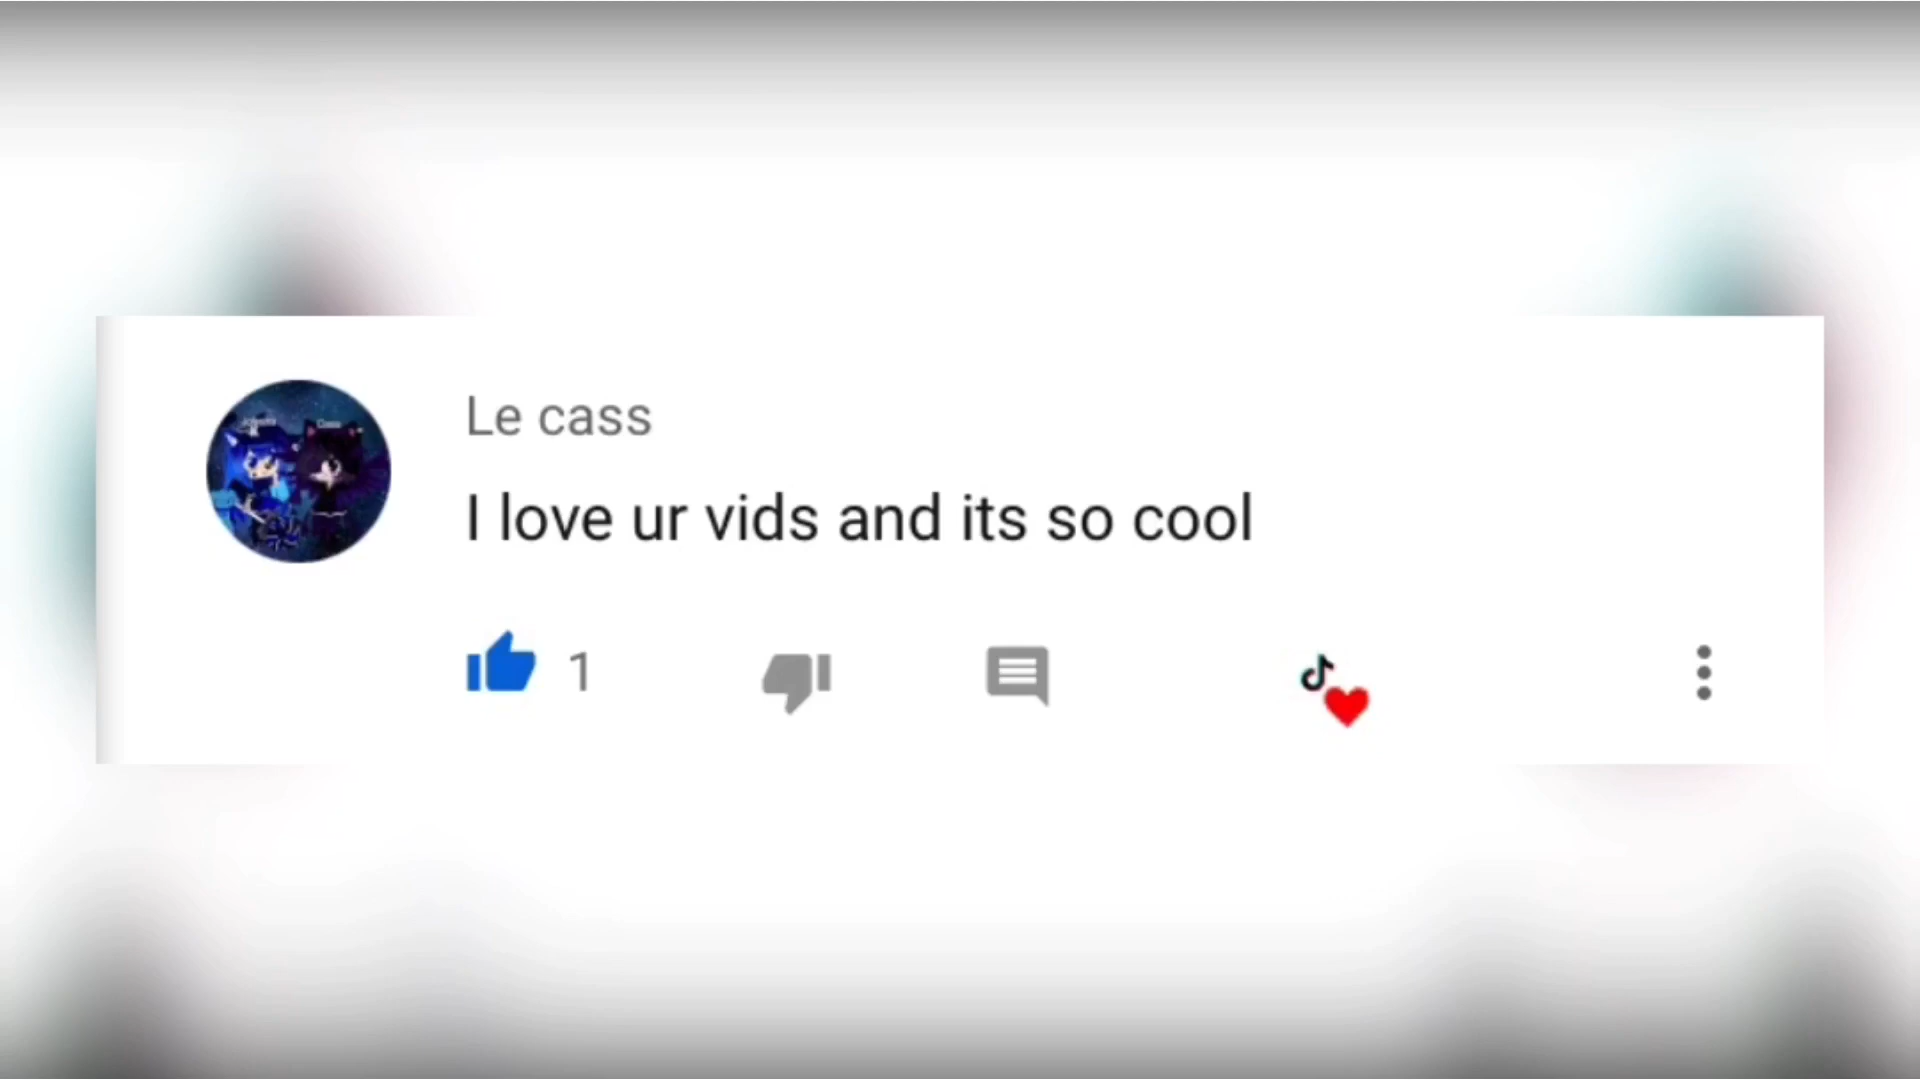 Le cass
I love ur vids and its so cool
1